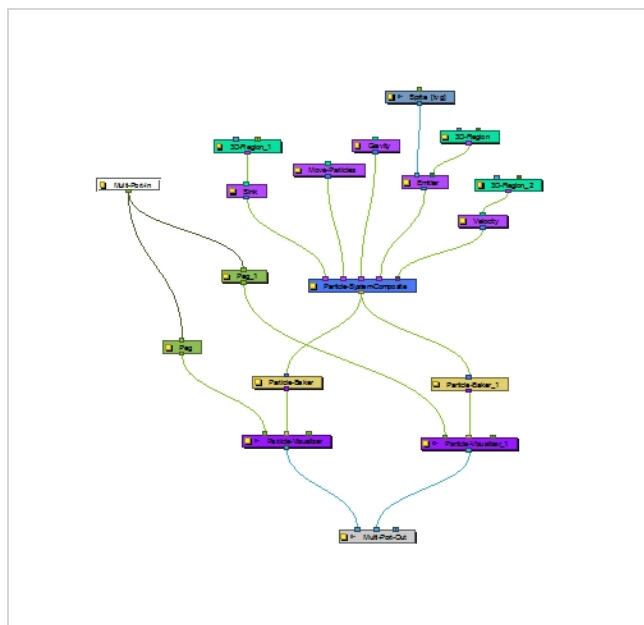 Sprite (tvg)
3D-Region_1
Gravity
3D-Region
Move-Particles
Multi-Port-In
Sink
Emitter
3D-Region_2
Velocity
Peg_1
Particle-SystemComposite
Peg
Particle-Baker
Particle-Baker_1
Particle-Visualizer
Particle-Visualizer_1
Multi-Port-Out